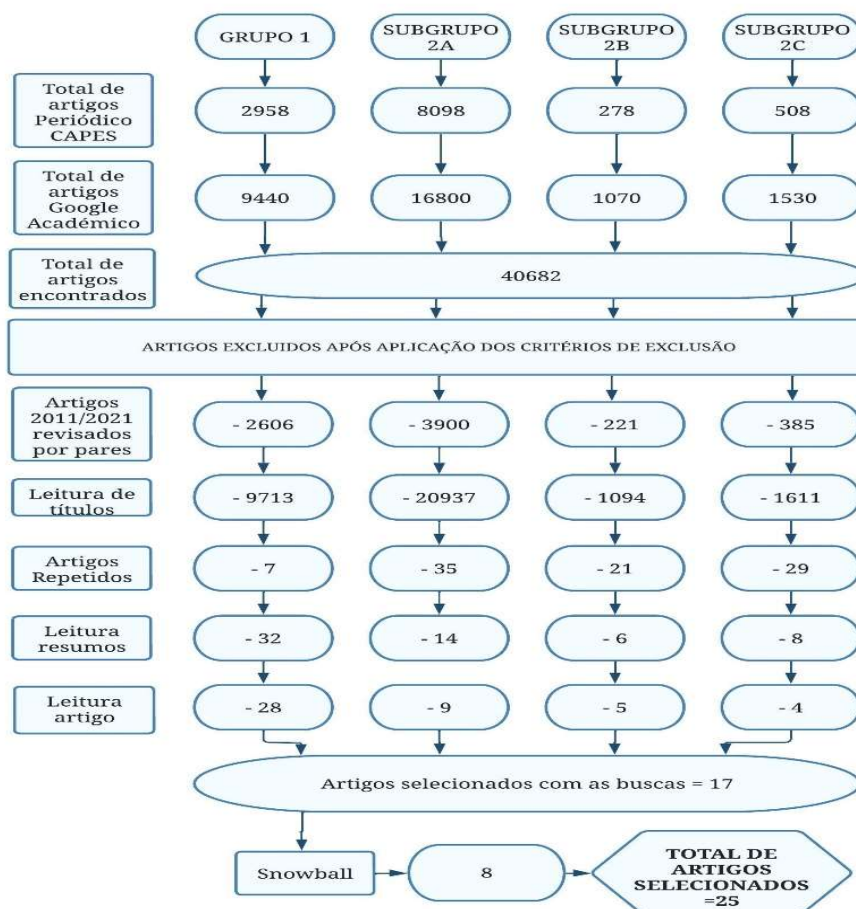 GRUPO 1
SUBGRUPO
2A
SUBGRUPO
2B
SUBGRUPO
2C
Total de
artigos
Periódico
CAPES
2958
8098
278
508
Total de
artigos
Google
Académico
9440
16800
1070
1530
Total de
artigos
encontrados
40682
ARTIGOS EXCLUIDOS APÓS APLICAÇÃO DOS CRITÉRIOS DE EXCLUSÃO
Artigos
2011/2021
revisados
por pares
- 2606
- 3900
- 221
- 385
Leitura de
títulos
- 9713
- 20937
- 1094
- 1611
Artigos
Repetidos
- 7
- 35
- 21
- 29
Leitura
resumos
- 32
- 14
- 6
- 8
Leitura
artigo
- 28
- 9
- 5
- 4
Artigos selecionados com as buscas = 17
Snowball
8
TOTAL DE
ARTIGOS
SELECIONADOS
=25